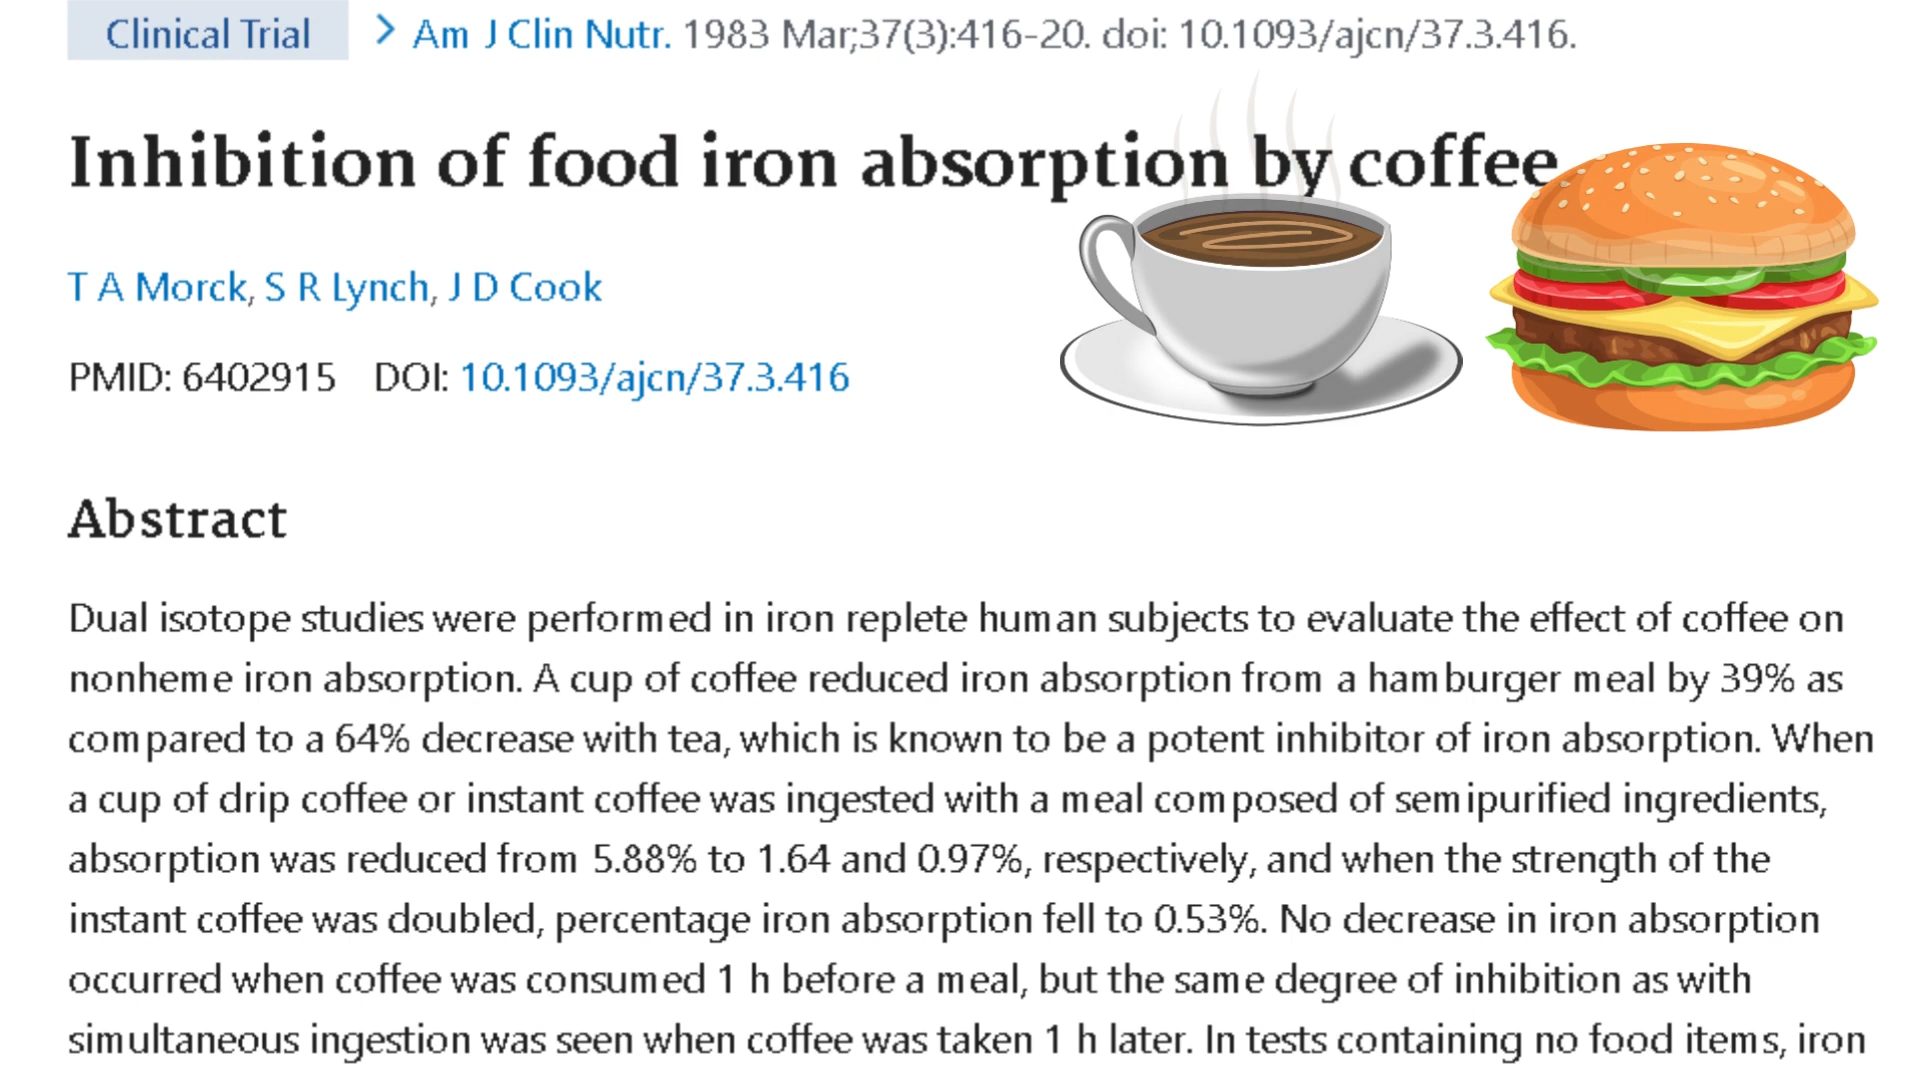 Clinical Trial > Am J Clin Nutr. 1983 Mar;37(3):416-20. doi: 10.1093/ajcn/37.3.416.
Inhibition of food iron absorption by coffee
T A Morck, S R Lynch, J D Cook
PMID: 6402915 DOI: 10.1093/ajcn/37.3.416
Abstract
Dual isotope studies were performed in iron replete human subjects to evaluate the effect of coffee on
nonheme iron absorption. A cup of coffee reduced iron absorption from a hamburger meal by 39% as
compared to a 64% decrease with tea, which is known to be a potent inhibitor of iron absorption. When
a cup of drip coffee or instant coffee was ingested with a meal composed of semipurified ingredients,
absorption was reduced from 5.88% to 1.64 and 0.97%, respectively, and when the strength of the
instant coffee was doubled, percentage iron absorption fell to 0.53%. No decrease in iron absorption
occurred when coffee was consumed 1 h before a meal, but the same degree of inhibition as with
simultaneous ingestion was seen when coffee was taken 1 h later. In tests containing no food items, iron